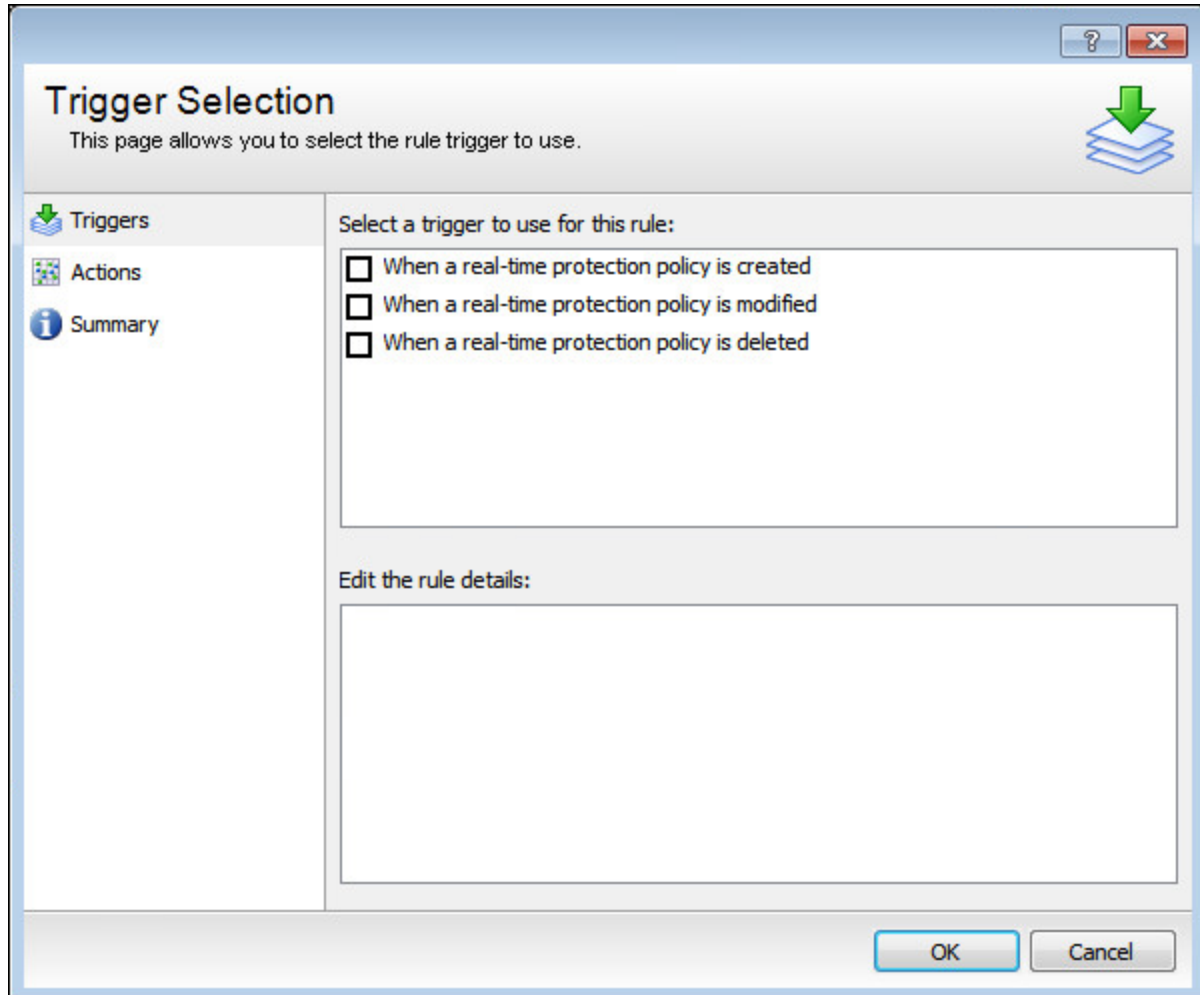 Trigger Selection
This page allows you to select the rule trigger to use.
Triggers
Actions
Summary
Select a trigger to use for this rule:
When a real-time protection policy is created
When a real-time protection policy is modified
When a real-time protection policy is deleted
Edit the rule details:
OK
Cancel